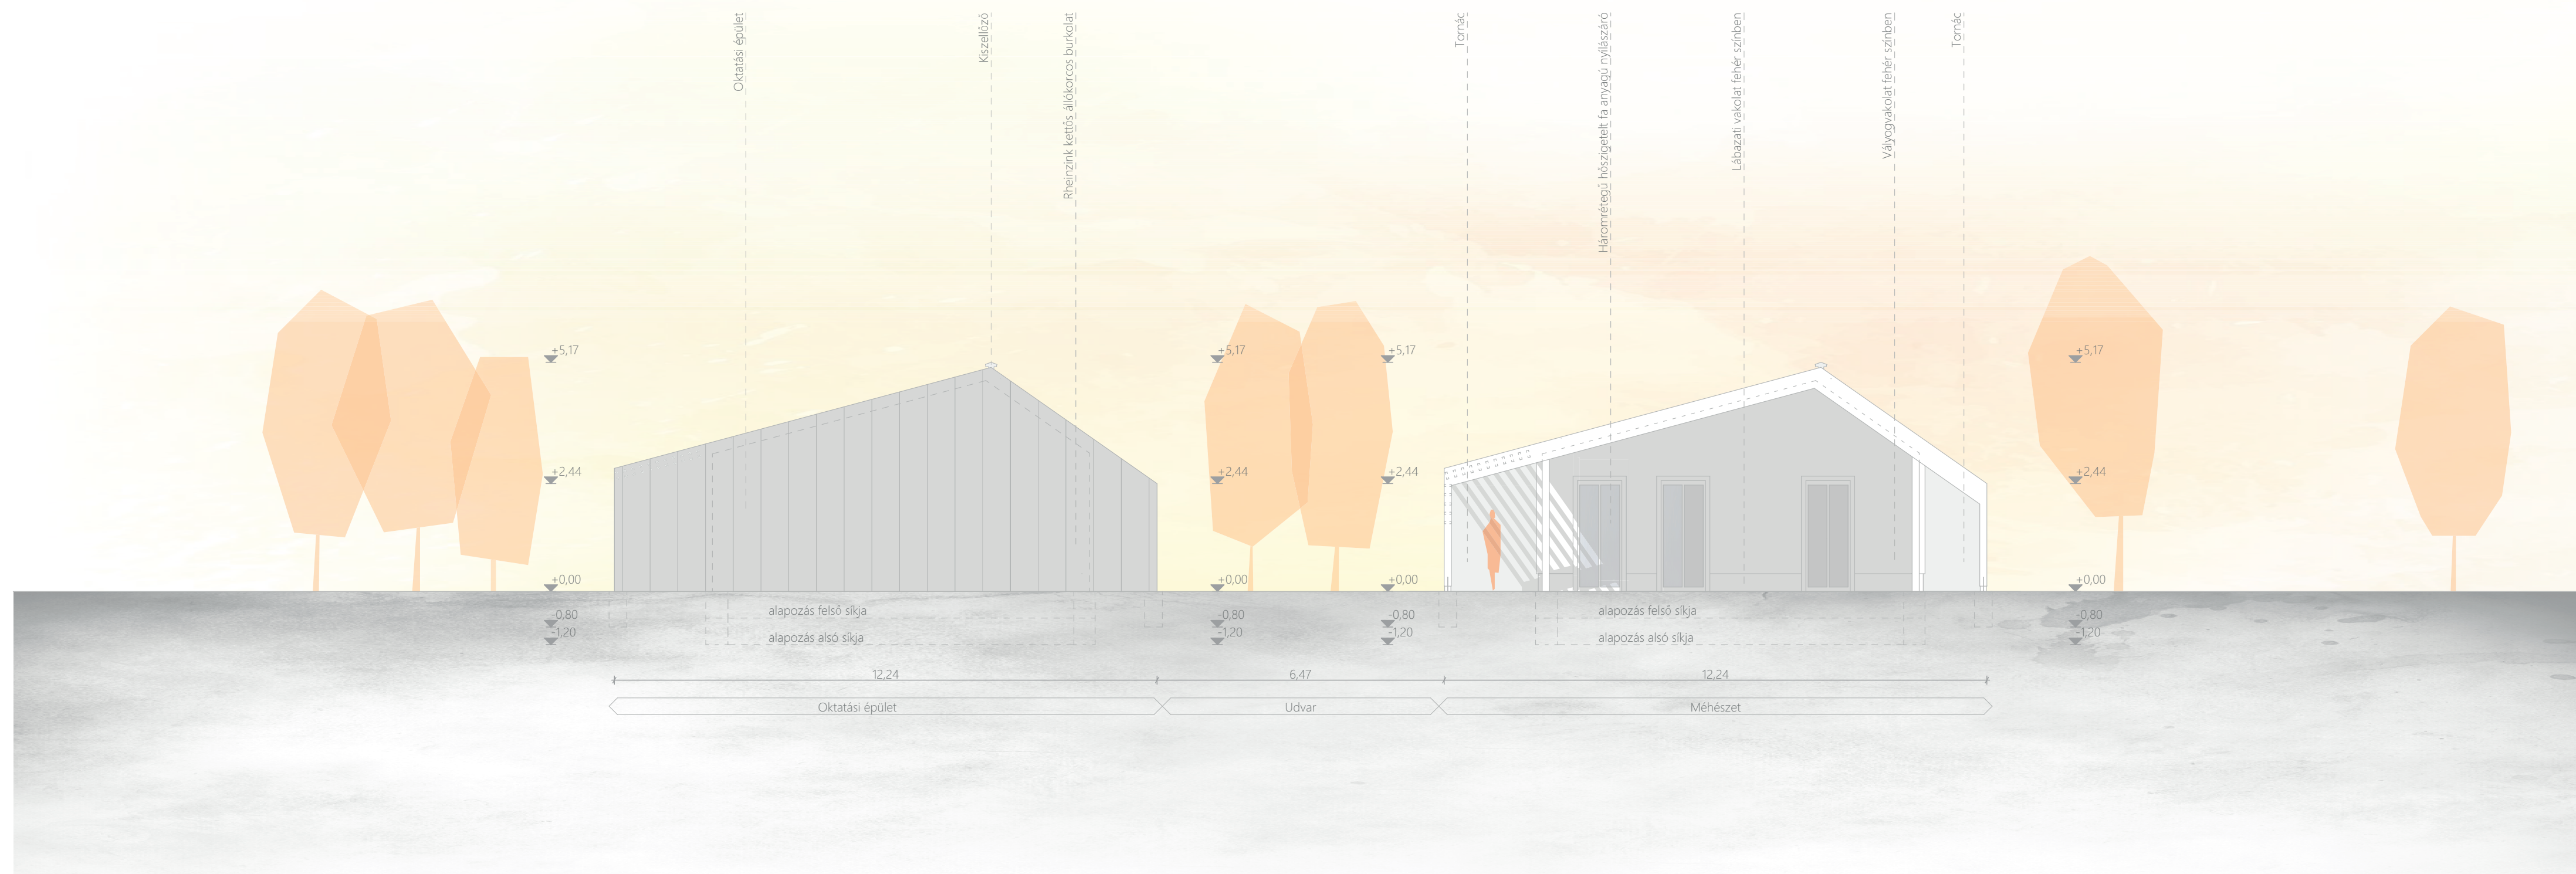 Oktatási épület
Kiszellőző
Rheinzink kettős állókorcos burkolat
Tornác
Háromrétegű hőszigetelt fa anyagú nyílászáró
Lábazati vakolat fehér színben
Vályogvakolat fehér színben
Tornác
+5,17
+5,17
+5,17
+5,17
+2,44
+2,44
+2,44
+2,44
+0,00
+0,00
+0,00
+0,00
-0,80
alapozás felső síkja
-0,80
-0,80
alapozás felső síkja
-0,80
-1,20
alapozás alsó síkja
-1,20
-1,20
alapozás alsó síkja
-1,20
12,24
6,47
12,24
Oktatási épület
Udvar
Méhészet